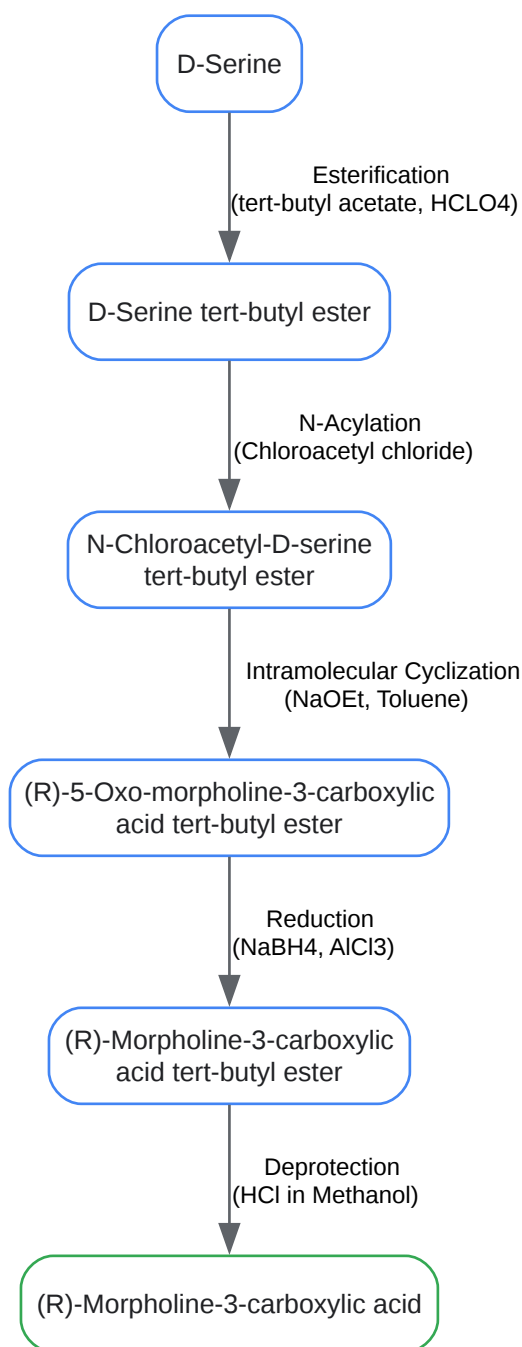 D-Serine
Esterification
(tert-butyl acetate, HCLO4)
D-Serine tert-butyl ester
N-Acylation
(Chloroacetyl chloride)
N-Chloroacetyl-D-serine
tert-butyl ester
Intramolecular Cyclization
(NaOEt, Toluene)
(R)-5-Oxo-morpholine-3-carboxylic
acid tert-butyl ester
Reduction
(NaBH4, AlCl3)
(R)-Morpholine-3-carboxylic
acid tert-butyl ester
Deprotection
(HCl in Methanol)
(R)-Morpholine-3-carboxylic acid